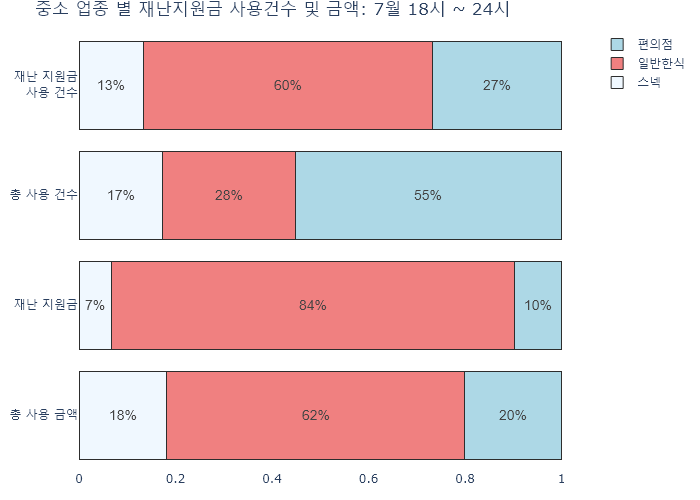 중소 업종 별 재난지원금 사용건수 및 금액: 7월 18시 ~ 24시
편의점
일반한식
스넥
재난 지원금
사용 건수
13%
60%
27%
총 사용 건수
17%
28%
55%
재난 지원금
7%
84%
10%
총 사용 금액
18%
62%
20%
0
0.2
0.4
0.6
0.8
1